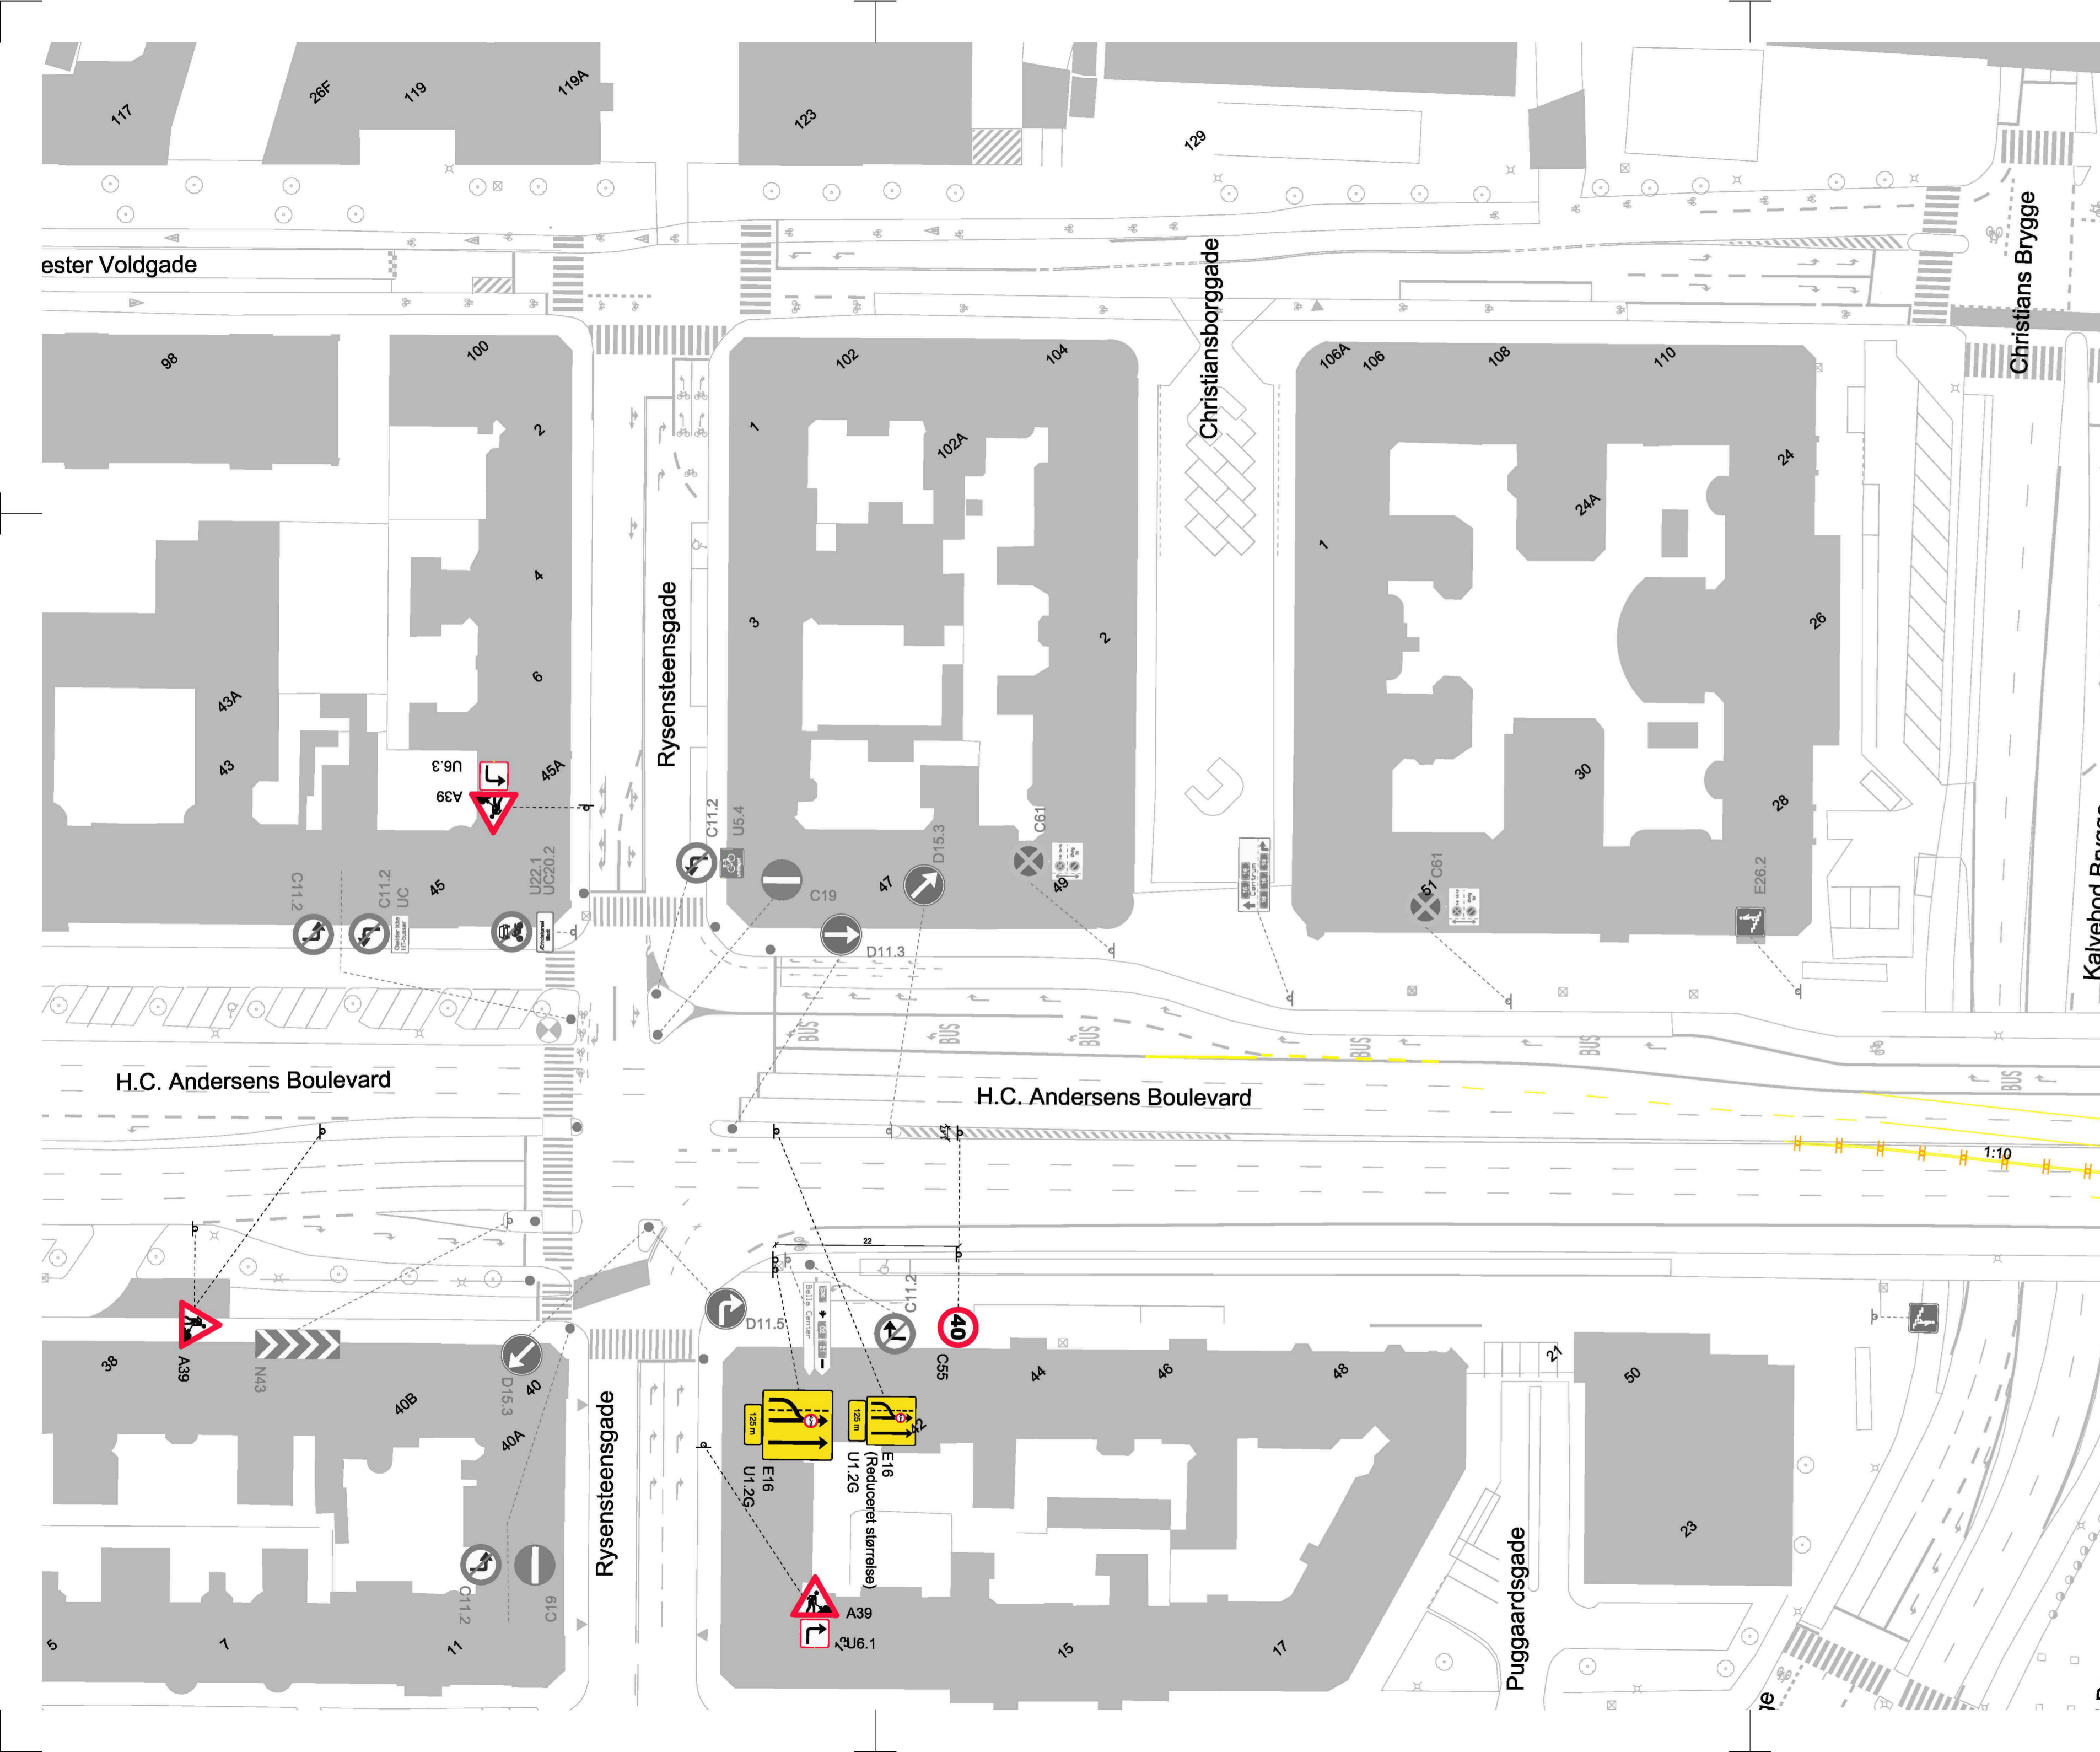 117
26F
119
119A
123
129
ester Voldgade
Christiansborggade
Christians Brygge
98
100
102
104
106A
106
108
110
2
1
102A
24
24A
4
1
3
2
26
6
Rysensteensgade
43A
43
45A
U6.3
A39
30
28
C11.2
U5.4
D15.3
C61
C11.2
C11.2
UC
45
U22.1
UC20.2
C19
47
49
Centrum
C61
51
E26.2
D11.3
Kalvebod Brygge
BUS
BUS
BUS
BUS
BUS
BUS
H.C. Andersens Boulevard
H.C. Andersens Boulevard
1:10
22
Bella Center
C11.2
D11.5
40
C55
38
A39
N43
D15.3
40
40B
40A
44
46
48
21
50
125 m
E16
U1.2G
125 m
42
E16
(Reduceret størrelse)
U1.2G
Rysensteensgade
Puggaardsgade
23
C11.2
C19
A39
U6.1
5
7
11
15
17
ge